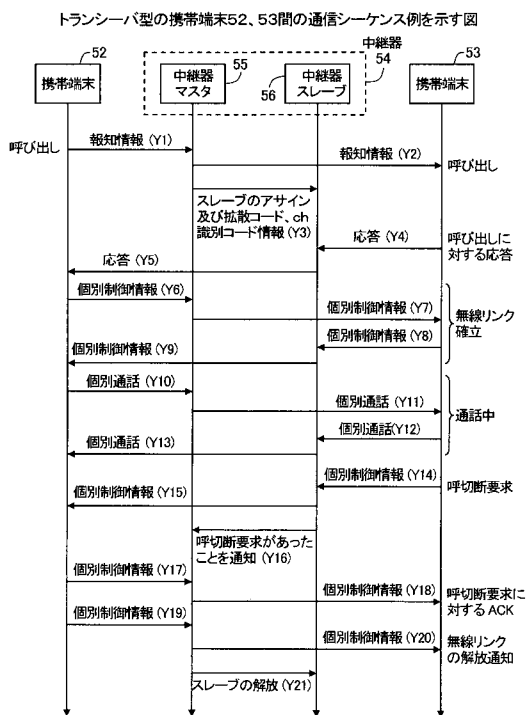 トランシーバ型の携帯端末52、53間の通信シーケンス例を示す図
中継器
52
55
54
53
携帯端末
中継器
マスタ
56
中継器
スレーブ
携帯端末
呼び出し
報知情報(Y1)
報知情報(Y2)
呼び出し
スレーブのアサイン
及び拡散コード、ch
識別コード情報(Y3)
応答(Y4)
呼び出しに
対する応答
応答(Y5)
個別制御情報(Y6)
個別制御情報(Y7)
個別制御情報(Y8)
無線リンク
確立
個別制御情報(Y9)
個別通話(Y10)
個別通話(Y11)
個別通話(Y12)
通話中
個別通話(Y13)
個別制御情報(Y14)
呼切断要求
個別制御情報(Y15)
呼切断要求があった
ことを通知(Y16)
個別制御情報(Y17)
個別制御情報(Y18)
呼切断要求に
対するACK
個別制御情報(Y19)
個別制御情報(Y20)
無線リンク
の解放通知
スレーブの解放(Y21)